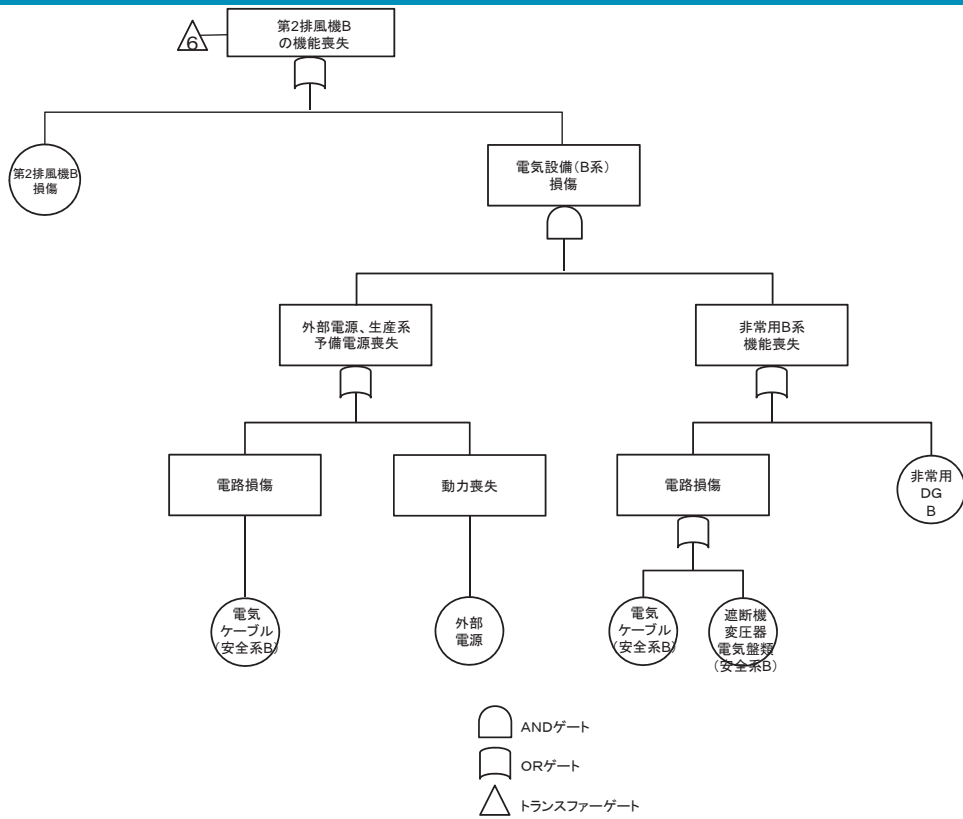 6
第2排風機B
の機能喪失
第2排風機B
損傷
電気設備(B系)
損傷
外部電源、生産系
予備電源喪失
非常用B系
機能喪失
電路損傷
動力喪失
電路損傷
非常用
DG
B
電気
ケーブル
(安全系B)
外部
電源
電気
ケーブル
(安全系B)
遮断機
変圧器
電気盤類
(安全系B)
ANDゲート
ORゲート
トランスファーゲート